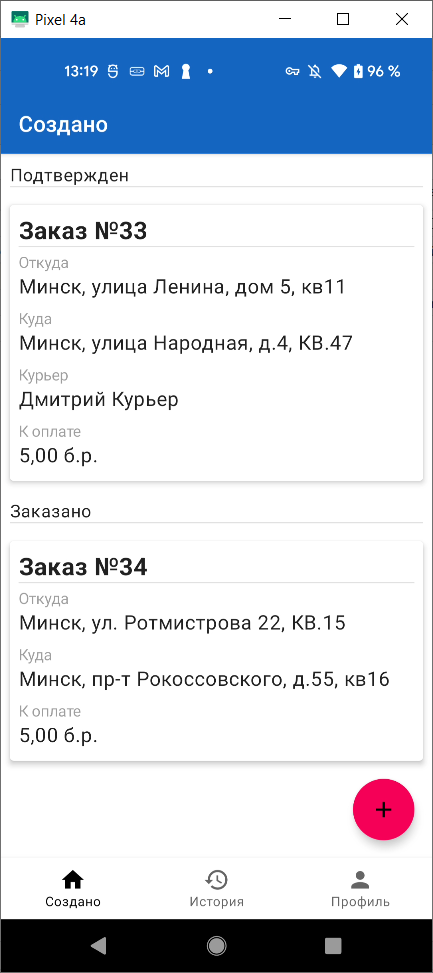 Pixel 4a
13:19 96 %
Создано
Подтвержден
Заказ №33
Откуда
Минск, улица Ленина, дом 5, кв11
Куда
Минск, улица Народная, д.4, КВ.47
Курьер
Дмитрий Курьер
К оплате
5,00 б.р.
Заказано
Заказ №34
Откуда
Минск, ул. Ротмистрова 22, КВ.15
Куда
Минск, пр-т Рокоссовского, д.55, кв16
К оплате
5,00 б.р.
Создано История Профиль